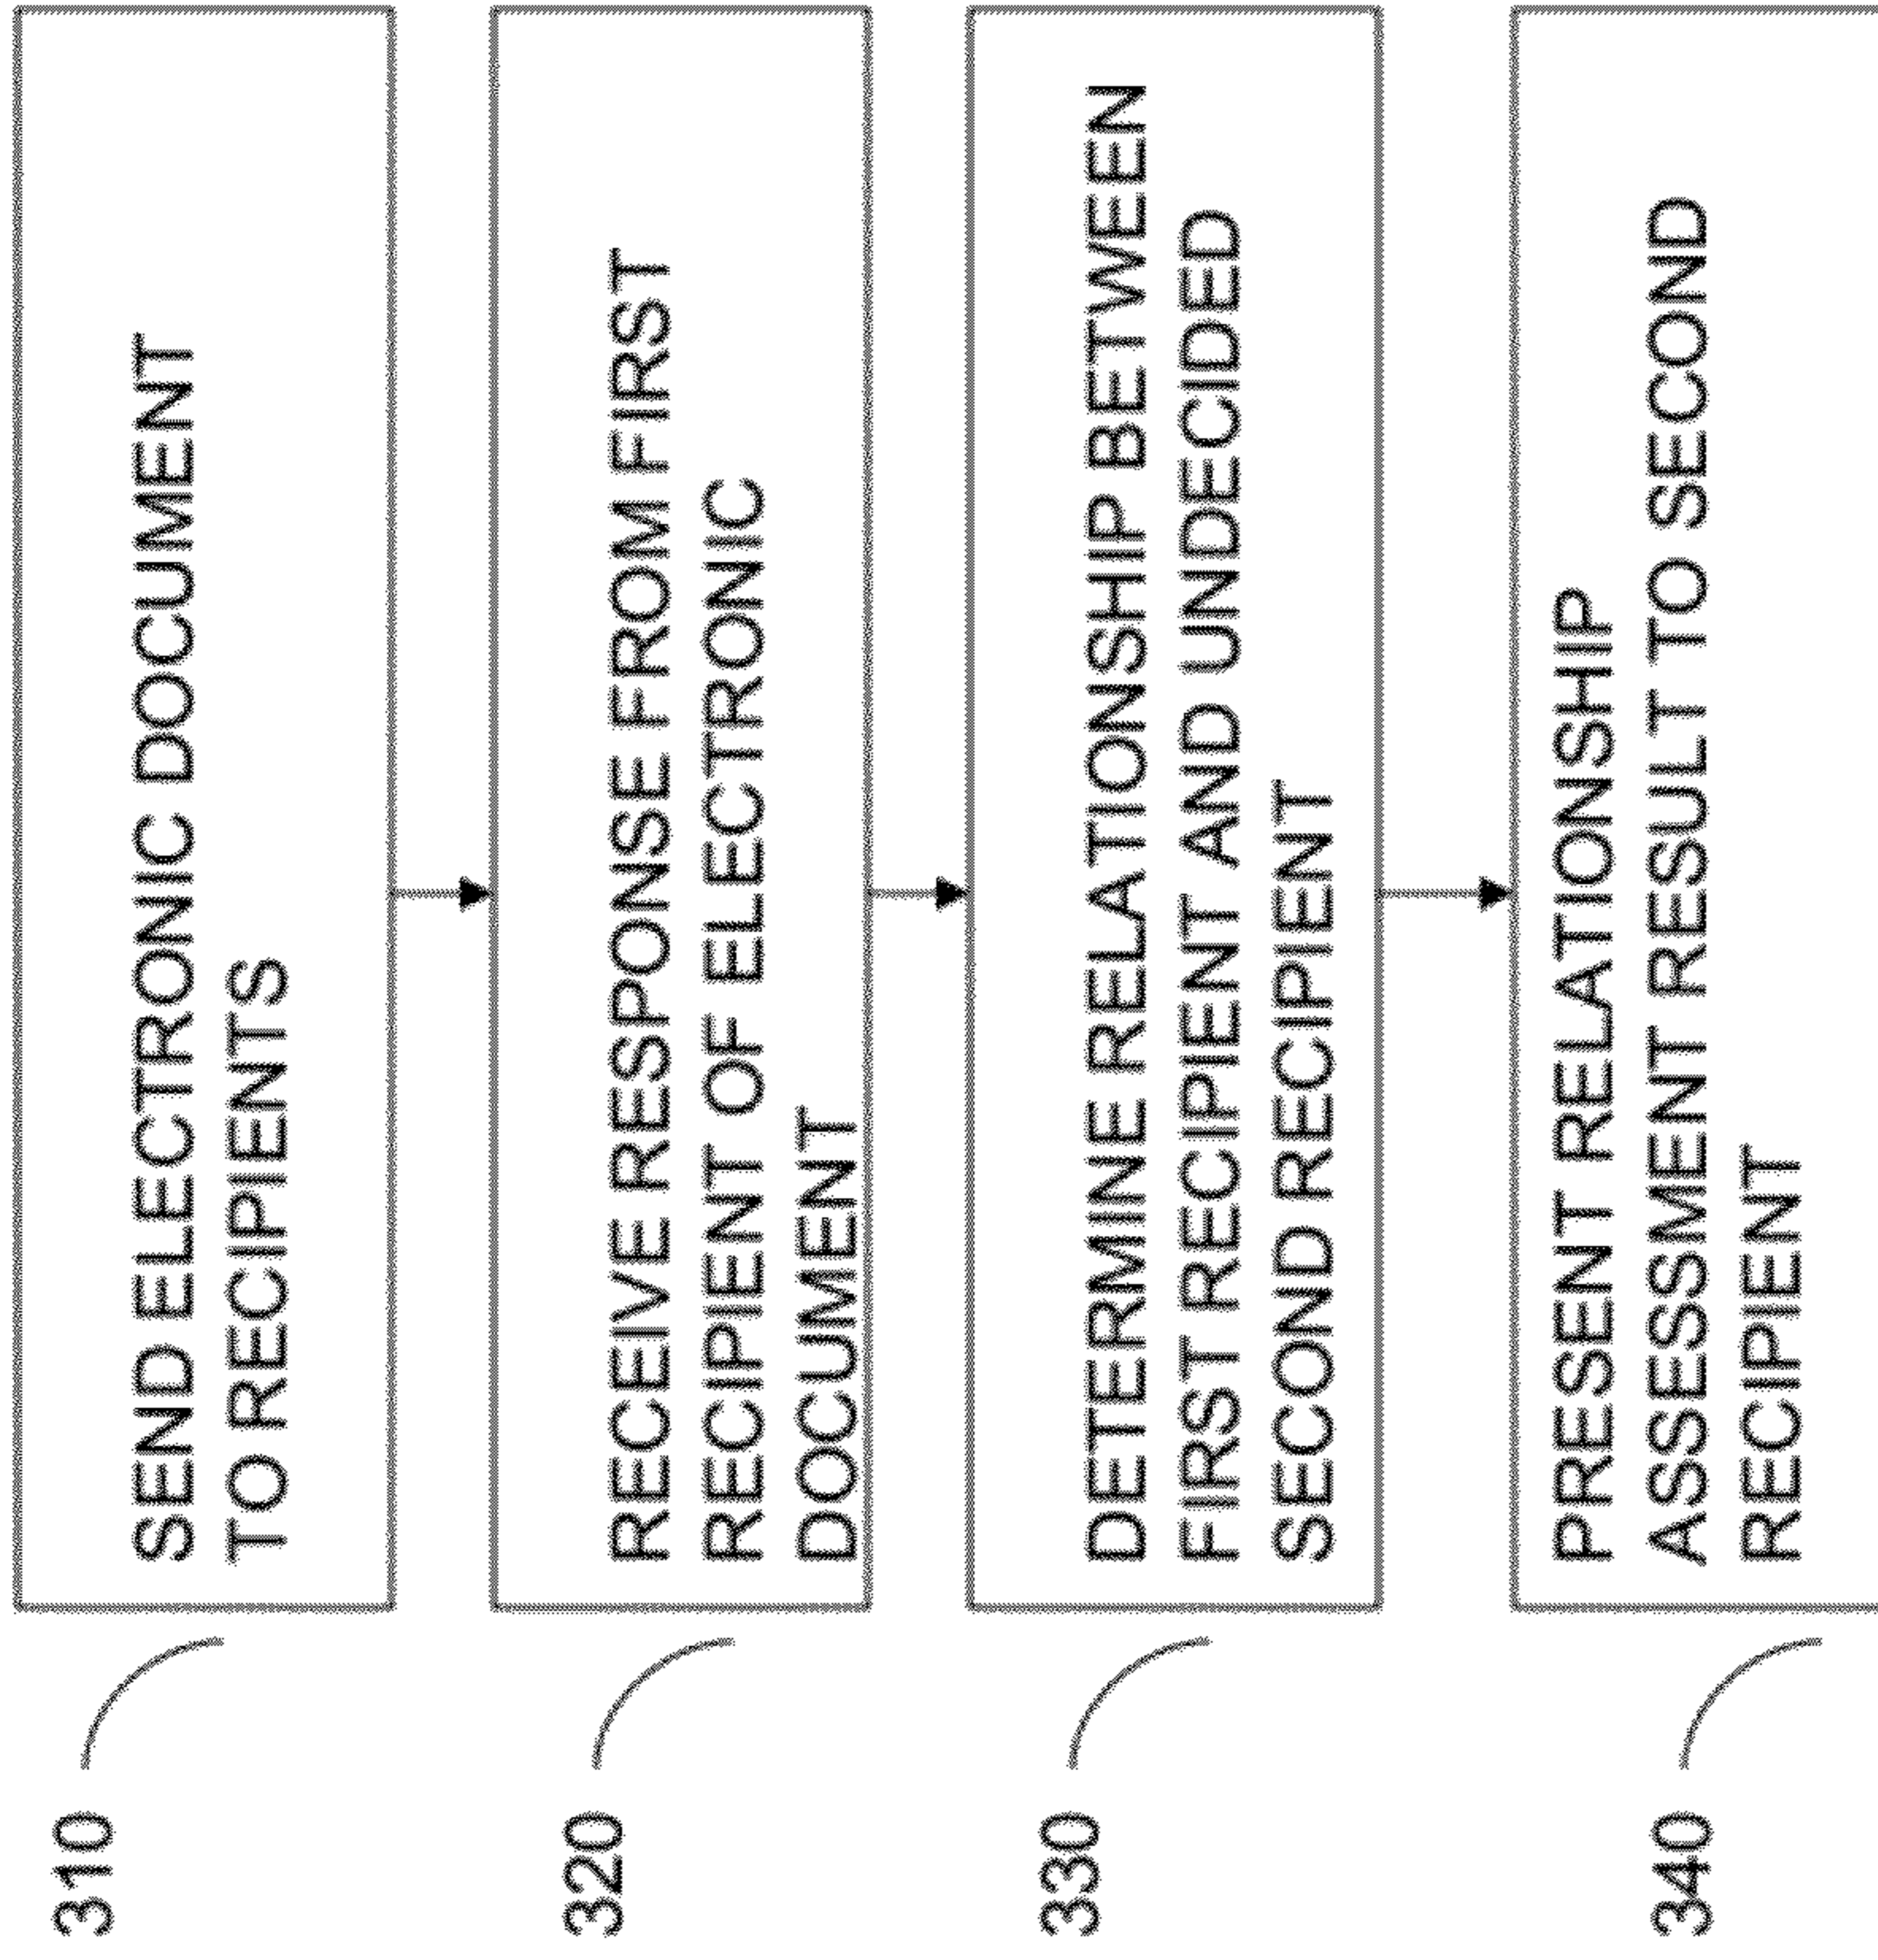 310
SEND ELECTRONIC DOCUMENT
TO RECIPIENTS
320
RECEIVE RESPONSE FROM FIRST
RECIPIENT OF ELECTRONIC
DOCUMENT
330
DETERMINE RELATIONSHIP BETWEEN
FIRST RECIPIENT AND UNDECIDED
SECOND RECIPIENT
340
PRESENT RELATIONSHIP
ASSESSMENT RESULT TO SECOND
RECIPIENT